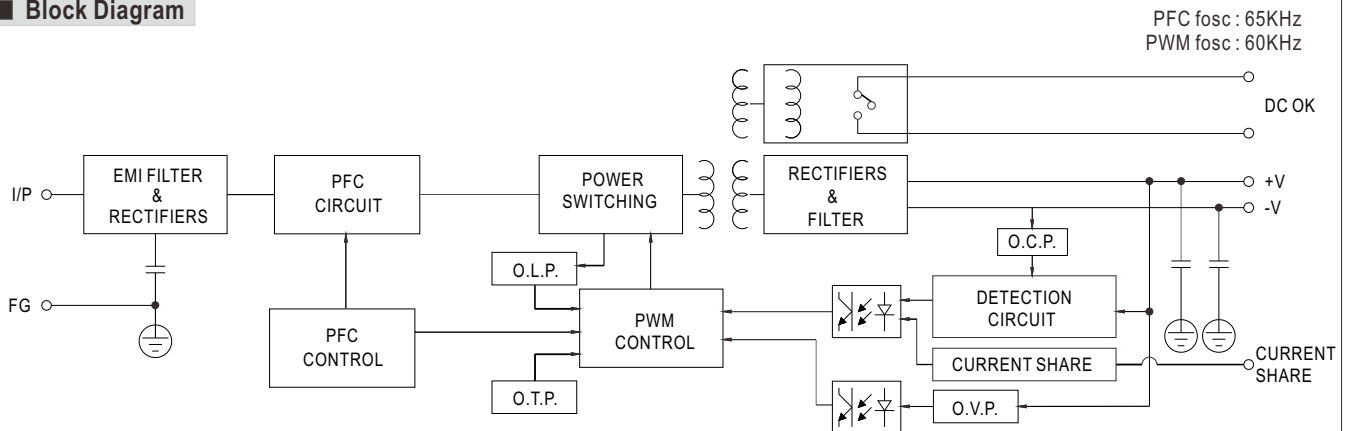 Block Diagram
PFC fosc : 65KHz
PWM fosc : 60KHz
DC OK
I/P
EMI FILTER
&
RECTIFIERS
PFC
CIRCUIT
POWER
SWITCHING
RECTIFIERS
&
FILTER
+V
-V
O.C.P.
O.L.P.
FG
PFC
CONTROL
PWM
CONTROL
DETECTION
CIRCUIT
CURRENT SHARE
CURRENT
SHARE
O.T.P.
O.V.P.